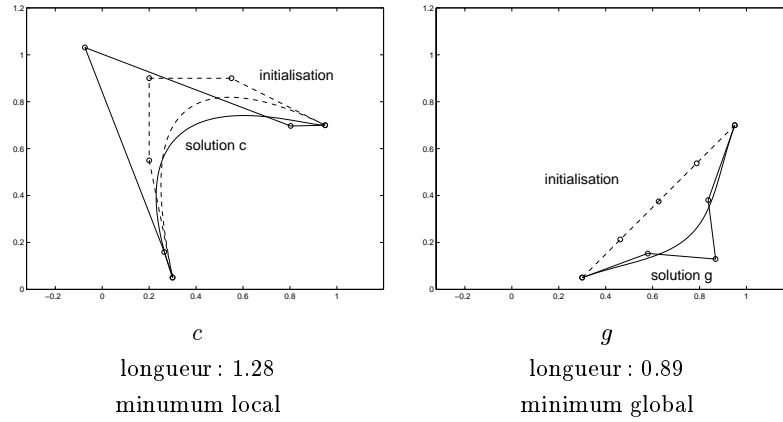 1.2
1
0.8
0.6
0.4
0.2
0
−0.2 0 0.2 0.4 0.6 0.8 1
initialisation
solution c
c
longueur : 1.28
minumum local
1.2
1
0.8
0.6
0.4
0.2
0
−0.2 0 0.2 0.4 0.6 0.8 1
initialisation
solution g
g
longueur : 0.89
minimum global